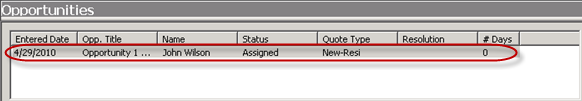 Opportunities
Entered Date Opp. Title Name Status Quote Type Resolution # Days
4/29/2010 Opportunity 1 ... John Wilson Assigned New-Resi 0